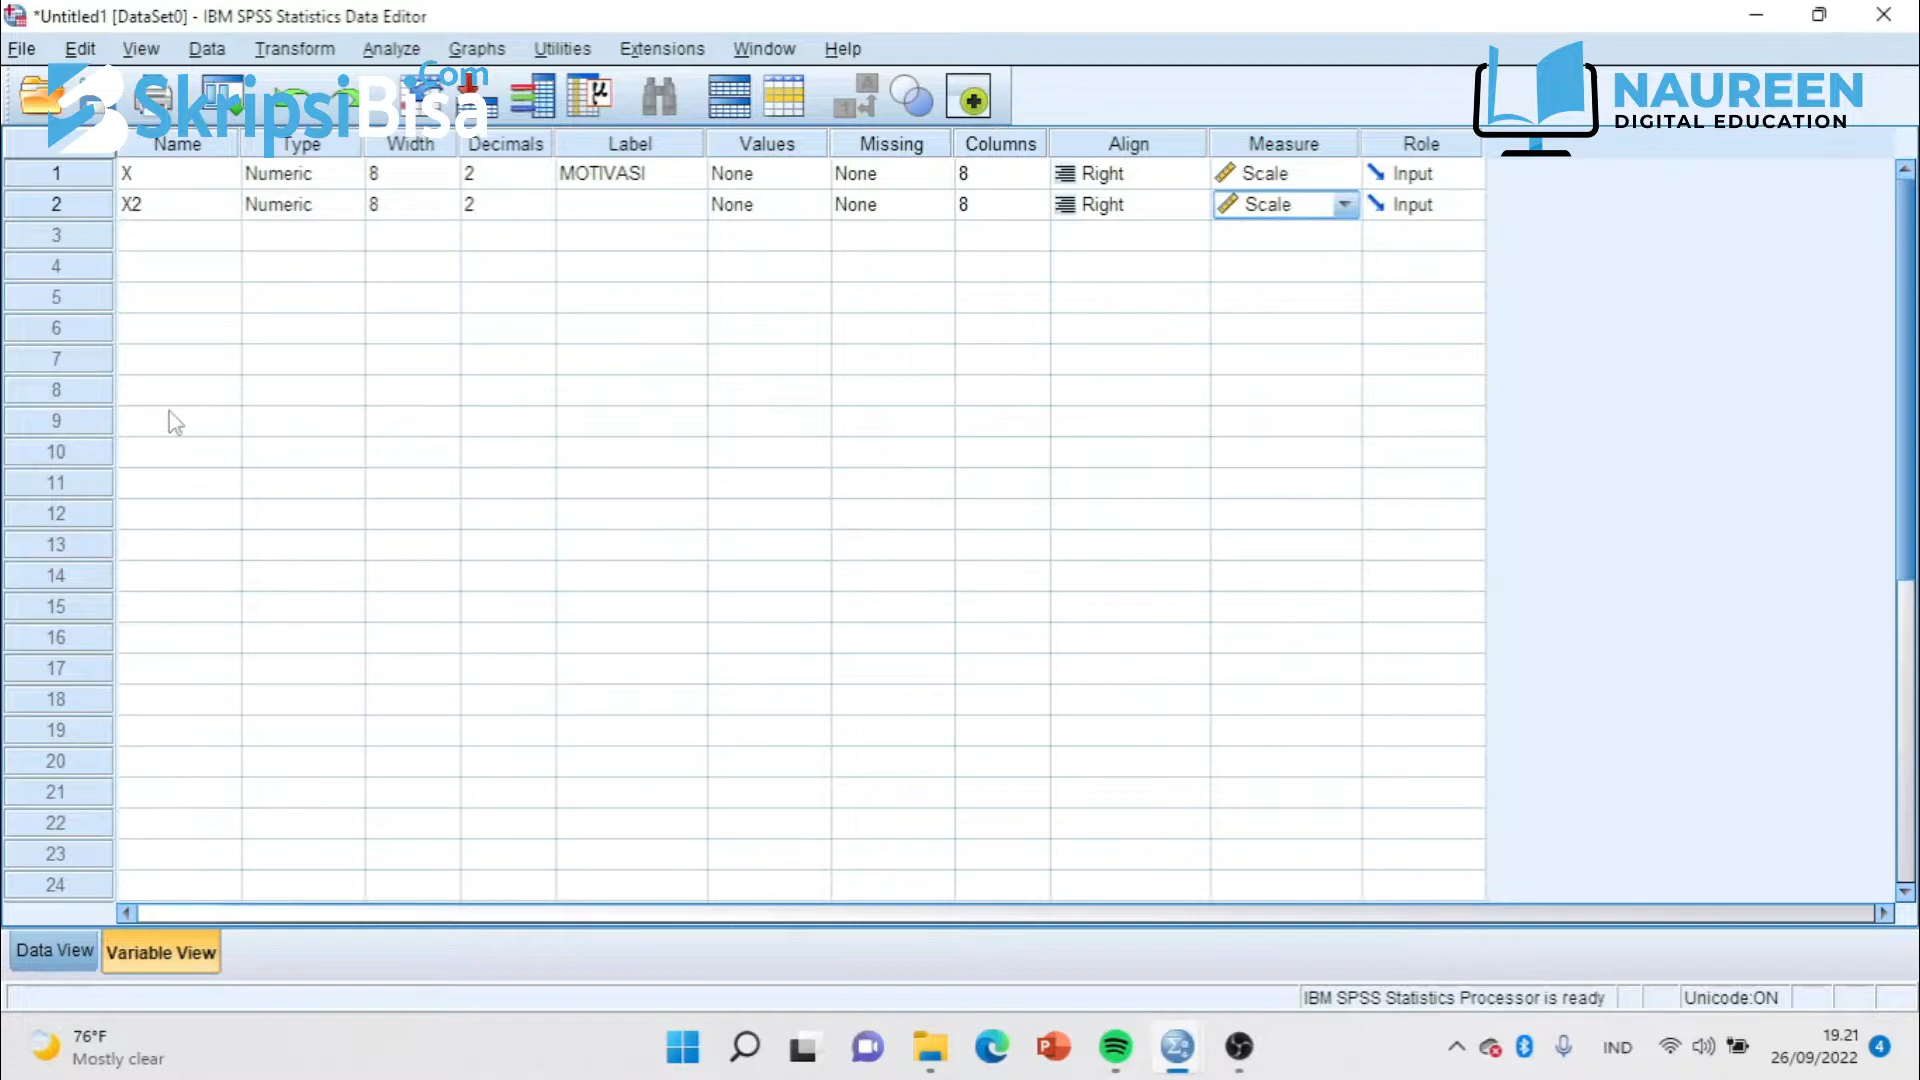 *Untitled1 [DataSet0] - IBM SPSS Statistics Data Editor
File Edit View Data Transform Analyze Graphs Utilities Extensions Window Help
SkripsiBisa .Com
NAUREEN
DIGITAL EDUCATION
Name Type Width Decimals Label Values Missing Columns Align Measure Role
1 X Numeric 8 2 MOTIVASI None None 8 Right Scale Input
2 X2 Numeric 8 2 None None 8 Right Scale Input
3
4
5
6
7
8
9
10
11
12
13
14
15
16
17
18
19
20
21
22
23
24
Data View Variable View
IBM SPSS Statistics Processor is ready Unicode:ON
76°F
Mostly clear
IND
19.21
26/09/2022
4